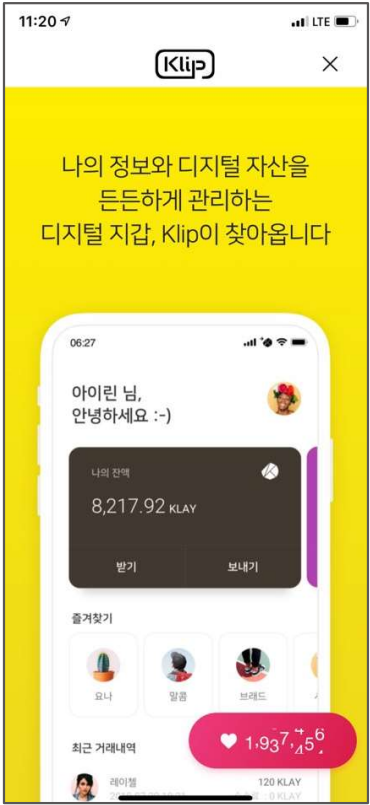 11:20
LTE
Klip
나의 정보와 디지털 자산을
든든하게 관리하는
디지털 지갑, Klip이 찾아옵니다
06:27
아이린 님,
안녕하세요 :-)
나의 잔액
8,217.92 KLAY
받기
보내기
즐겨찾기
요나
말콤
브래드
최근 거래내역
레이첼
120 KLAY